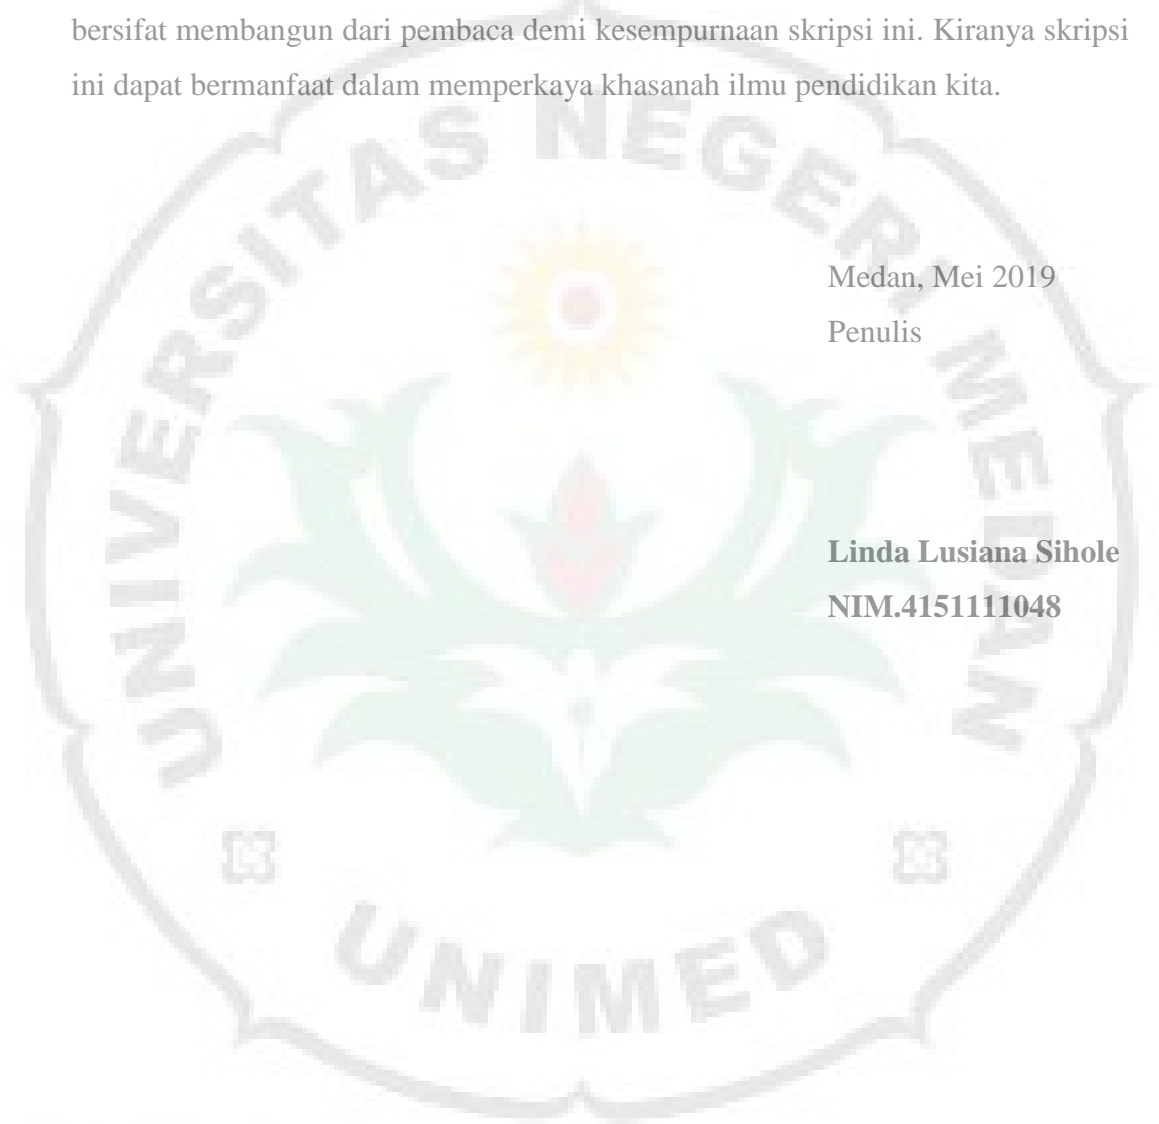 bersifat membangun dari pembaca demi kesempurnaan skripsi ini. Kiranya skripsi
ini dapat bermanfaat dalam memperkaya khasanah ilmu pendidikan kita.
UNIVERSITAS NEGERI MEDAN
Medan, Mei 2019
Penulis
Linda Lusiana Sihole
NIM.4151111048
UNIMED